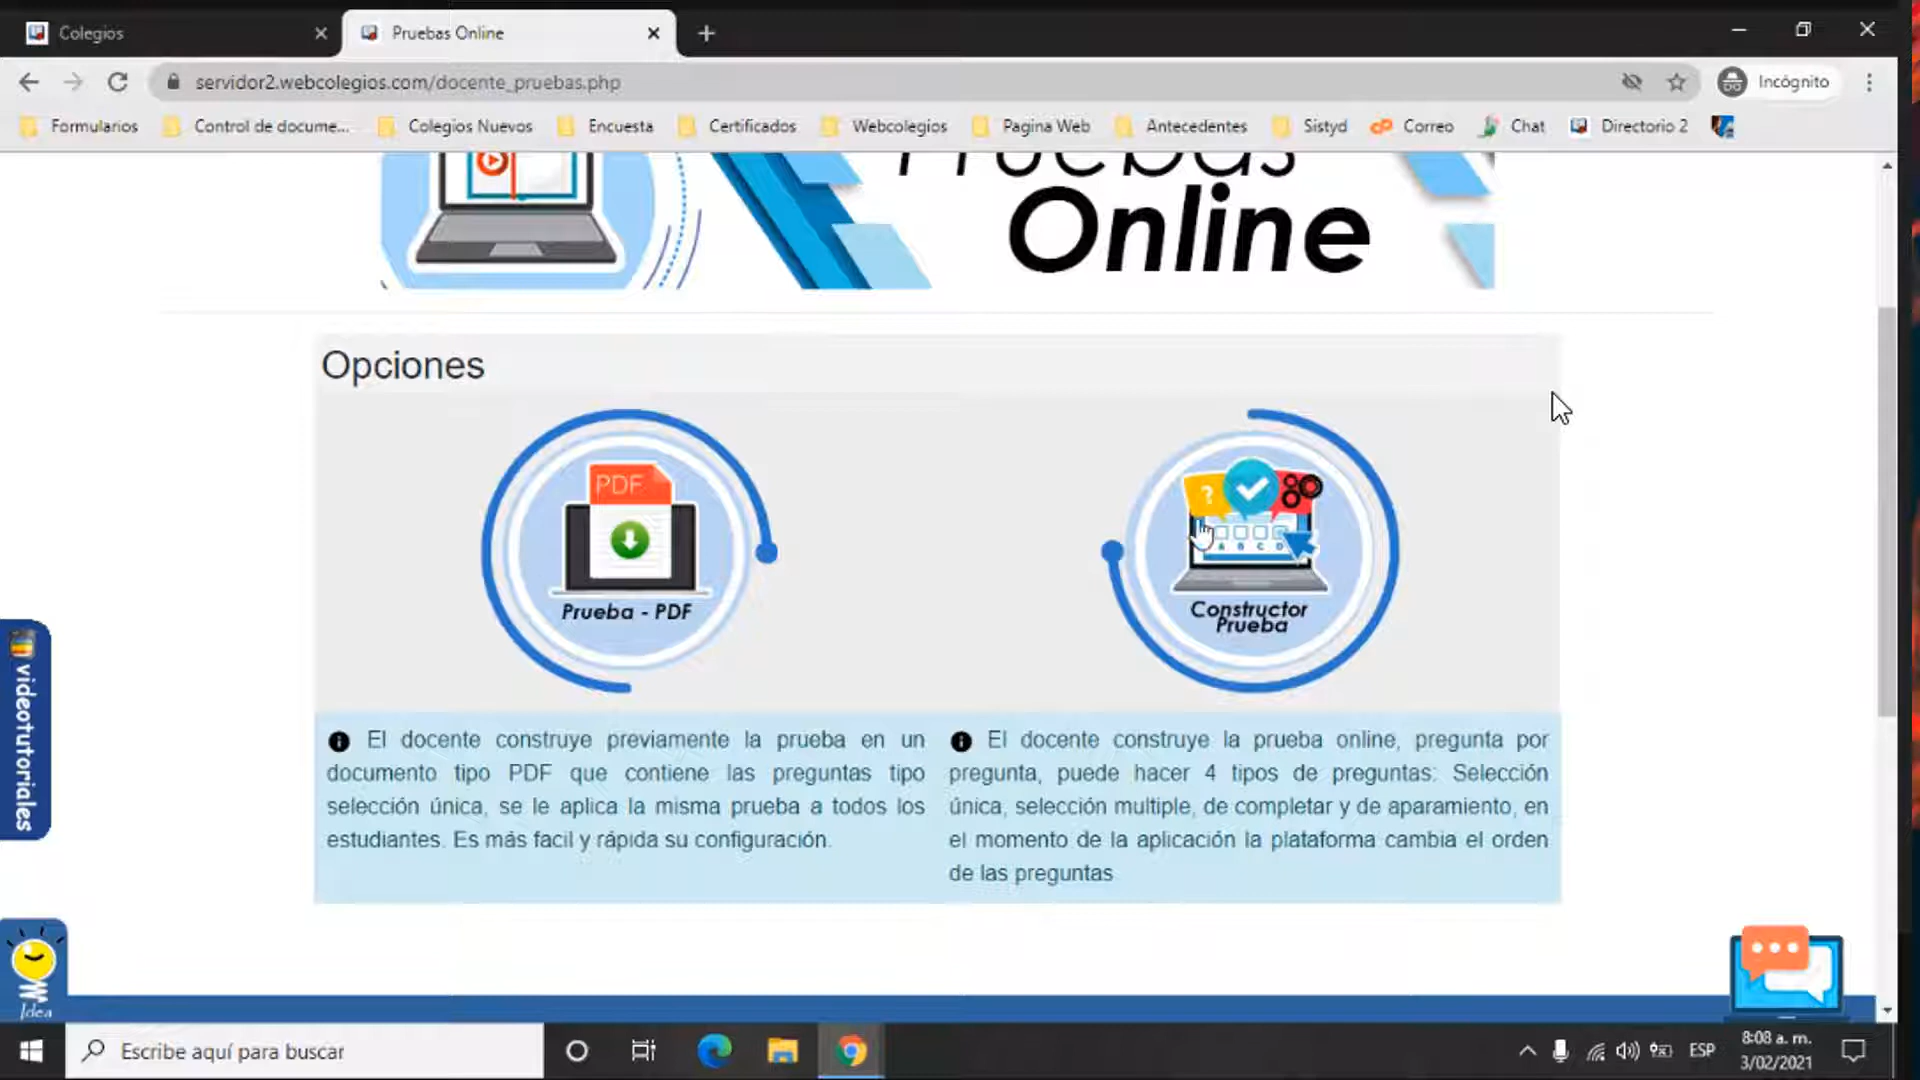 Colegios
Pruebas Online
servidor2.webcolegios.com/docente_pruebas.php
Incógnito
Formularios
Control de docume...
Colegios Nuevos
Encuesta
Certificados
Webcolegios
Pagina Web
Antecedentes
Sistyd
Correo
Chat
Directorio 2
Pruebas
Online
Opciones
PDF
Prueba - PDF
?
A B C D
Constructor
Prueba
El docente construye previamente la prueba en un
documento tipo PDF que contiene las preguntas tipo
selección única, se le aplica la misma prueba a todos los
estudiantes. Es más facil y rápida su configuración.
El docente construye la prueba online, pregunta por
pregunta, puede hacer 4 tipos de preguntas: Selección
única, selección multiple, de completar y de aparamiento, en
el momento de la aplicación la plataforma cambia el orden
de las preguntas
videotutoriales
Idea
Escribe aquí para buscar
ESP
8:08 a. m.
3/02/2021